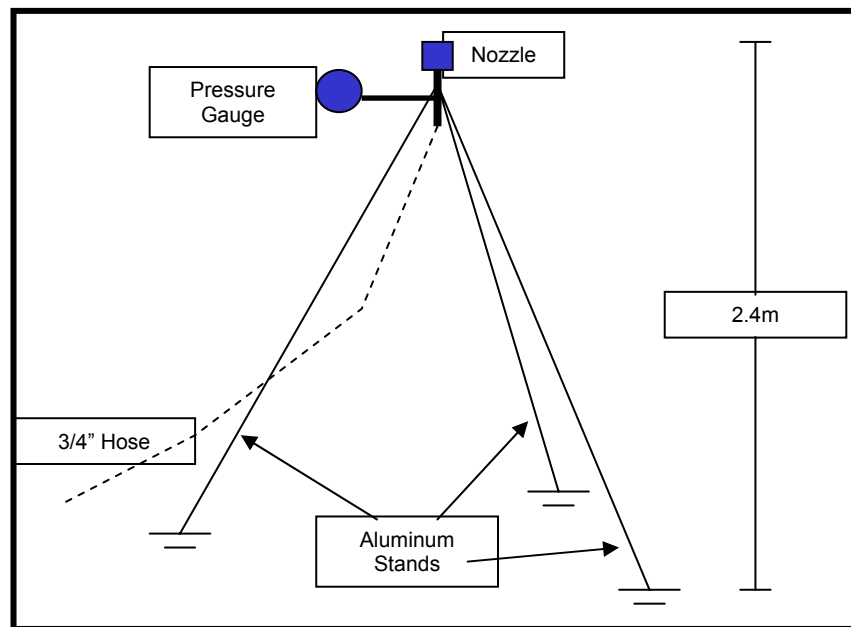 Nozzle
Pressure
Gauge
2.4m
3/4” Hose
Aluminum
Stands